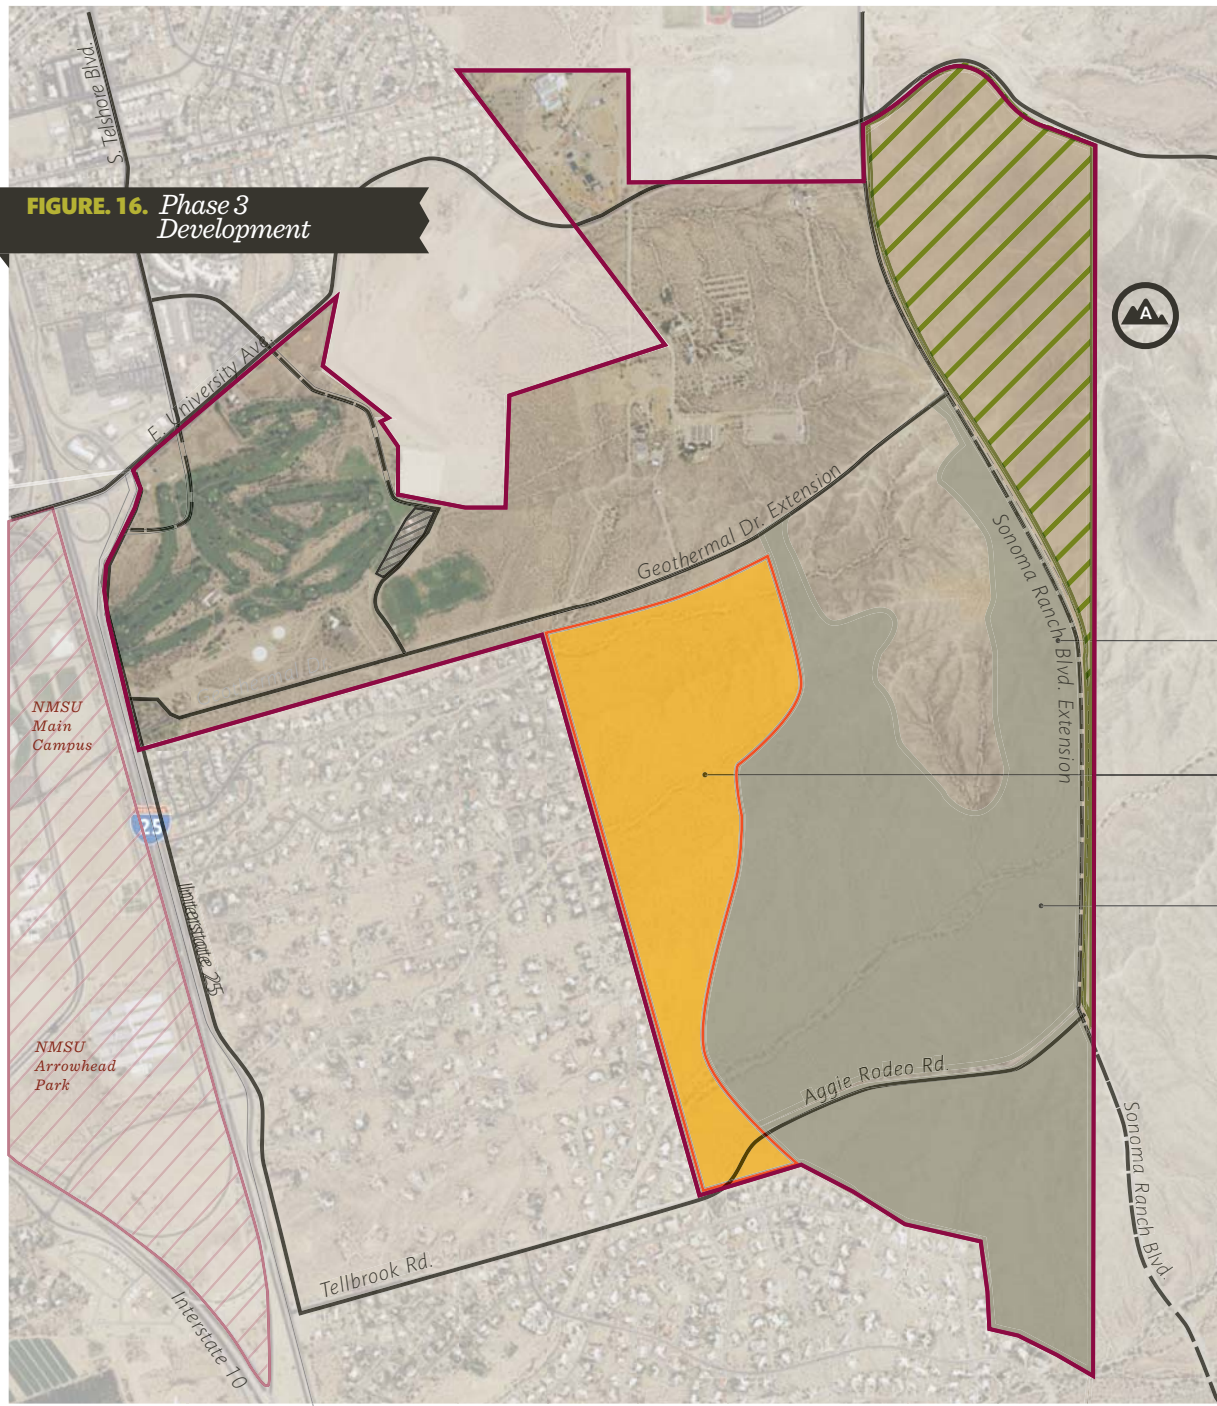 S. Telshore Blvd.
FIGURE. 16. Phase 3
Development
A
E. University Ave.
Geothermal Dr. Extension
Sonoma Ranch Blvd. Extension
NMSU
Main
Campus
25
Interstate 25
NMSU
Arrowhead
Park
Aggie Rodeo Rd.
Sonoma Ranch Blvd.
Tellbrook Rd.
Interstate 10